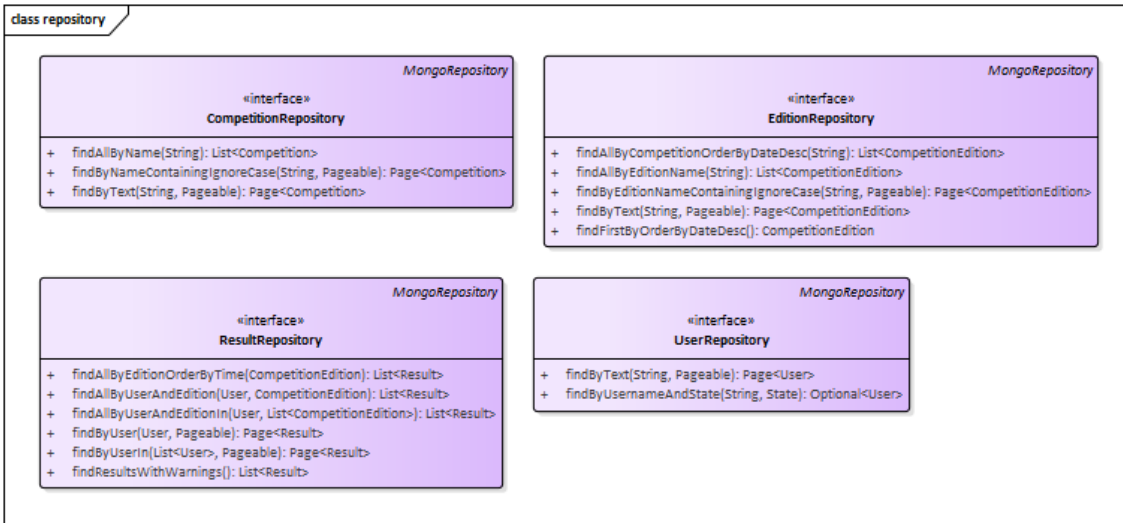 class repository
MongoRepository
«interface»
CompetitionRepository
+ findAllByName(String): List<Competition>
+ findByNameContainingIgnoreCase(String, Pageable): Page<Competition>
+ findByText(String, Pageable): Page<Competition>
MongoRepository
«interface»
EditionRepository
+ findAllByCompetitionOrderByDateDesc(String): List<CompetitionEdition>
+ findAllByEditionName(String): List<CompetitionEdition>
+ findByEditionNameContainingIgnoreCase(String, Pageable): Page<CompetitionEdition>
+ findByText(String, Pageable): Page<CompetitionEdition>
+ findFirstByOrderByDateDesc(): CompetitionEdition
MongoRepository
«interface»
ResultRepository
+ findAllByEditionOrderByTime(CompetitionEdition): List<Result>
+ findAllByUserAndEdition(User, CompetitionEdition): List<Result>
+ findAllByUserAndEditionIn(User, List<CompetitionEdition>): List<Result>
+ findByUser(User, Pageable): Page<Result>
+ findByUserIn(List<User>, Pageable): Page<Result>
+ findResultsWithWarnings(): List<Result>
MongoRepository
«interface»
UserRepository
+ findByText(String, Pageable): Page<User>
+ findByUsernameAndState(String, State): Optional<User>